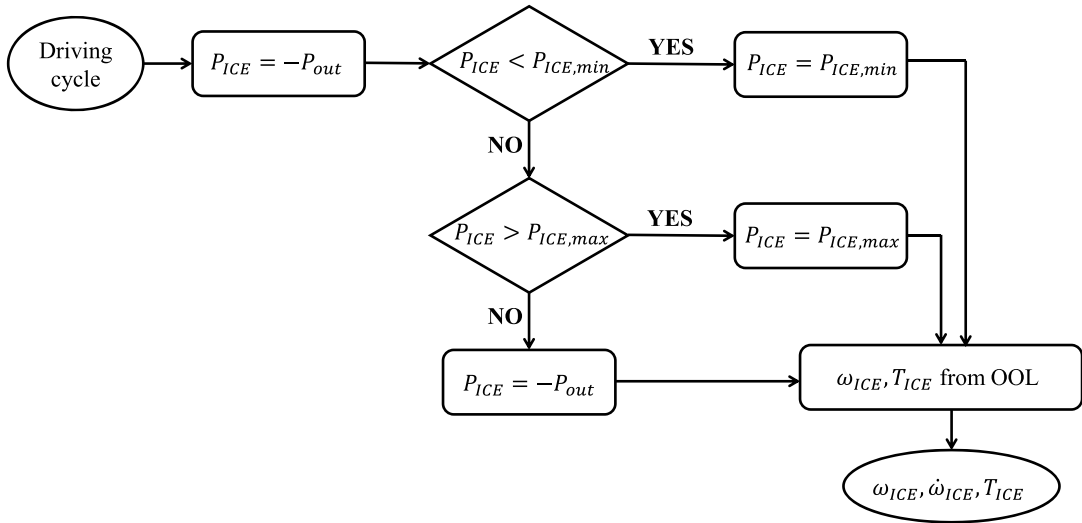 Driving
cycle
P_ICE = −P_out
P_ICE < P_ICE,min
YES
P_ICE = P_ICE,min
NO
P_ICE > P_ICE,max
YES
P_ICE = P_ICE,max
NO
P_ICE = −P_out
ω_ICE, T_ICE from OOL
ω_ICE, ω̇_ICE, T_ICE